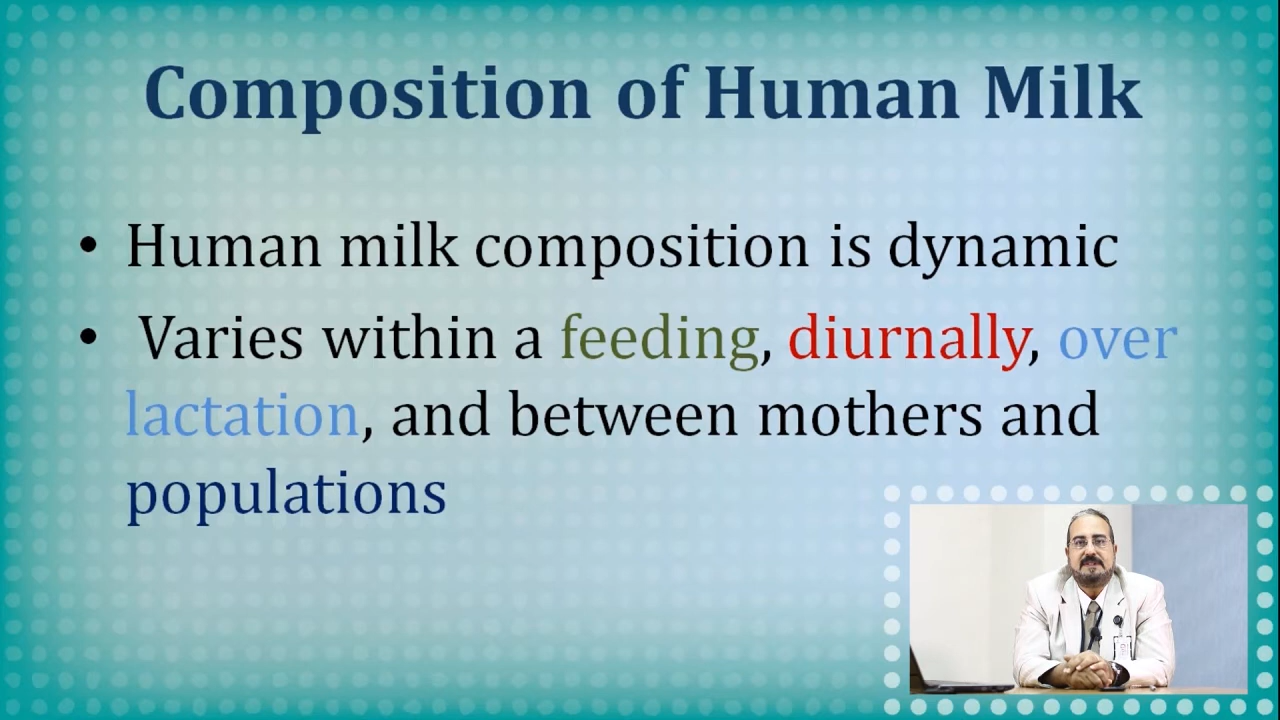 Composition of Human Milk
• Human milk composition is dynamic
• Varies within a feeding, diurnally, over
lactation, and between mothers and
populations